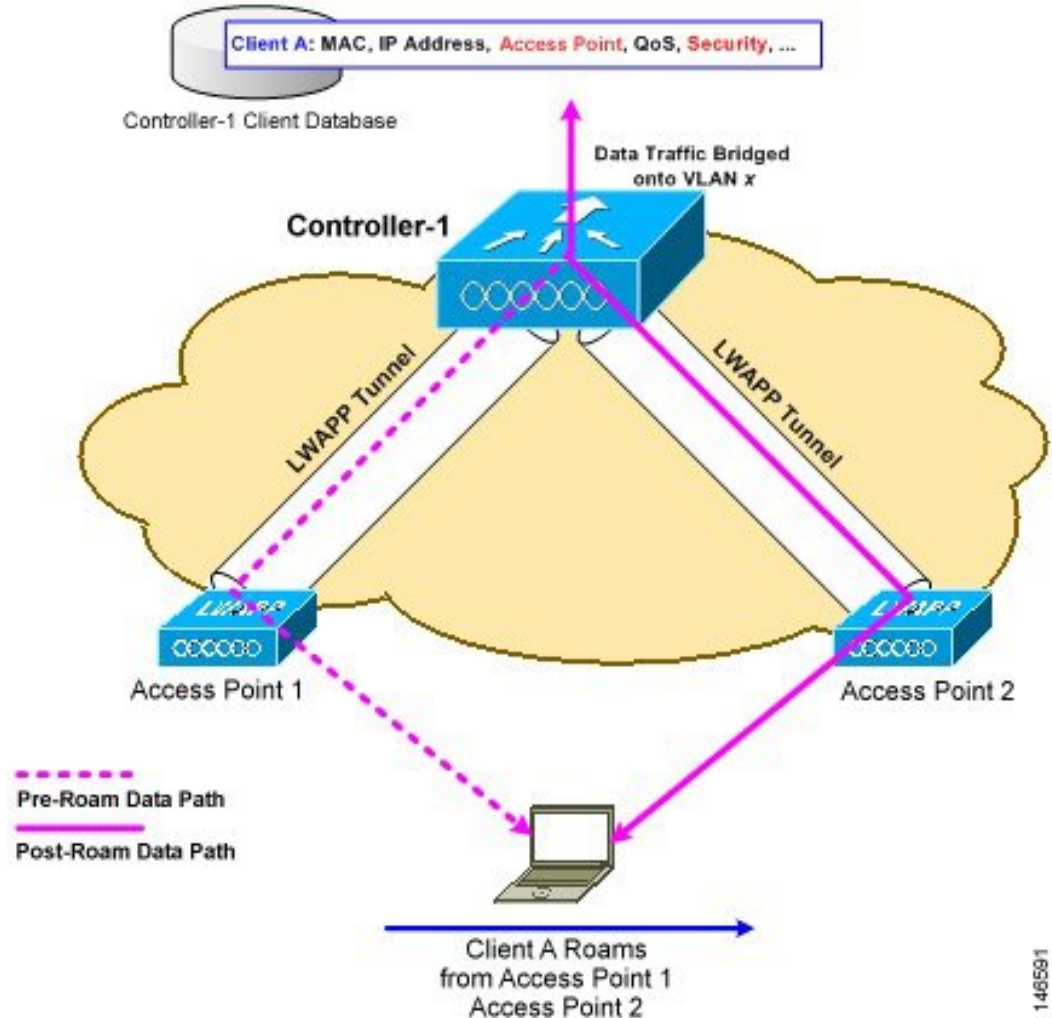 Client A: MAC, IP Address, Access Point, QoS, Security, ...
Controller-1 Client Database
Data Traffic Bridged
onto VLAN x
Controller-1
LWAPP Tunnel
LWAPP Tunnel
LWAPP
LWAPP
Access Point 1
Access Point 2
Pre-Roam Data Path
Post-Roam Data Path
Client A Roams
from Access Point 1
Access Point 2
146591